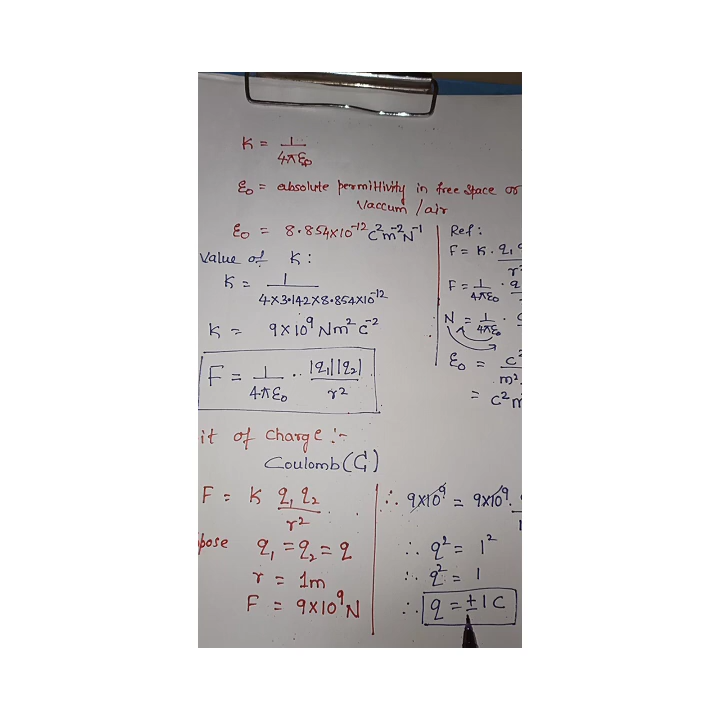 K = 1/4πε₀
ε₀ = absolute permittivity in free space or
Vaccum / air
ε₀ = 8.854×10⁻¹² C²m⁻²N⁻¹
Value of K :
K = 1/4×3.142×8.854×10⁻¹²
K = 9×10⁹ Nm²C⁻²
F = 1/4πε₀ · |q₁||q₂|/r²
Ref :
F = K · q₁
F = 1/4πε₀ · q
N = 1/4πε₀ ·
ε₀ = C²/m²
= C²m
it of charge :-
Coulomb (C)
F = K q₁q₂/r²
pose q₁ = q₂ = q
r = 1m
F = 9×10⁹ N
∴ 9×10⁹ = 9×10⁹ ·
∴ q² = 1²
∴ q² = 1
∴ q = ±1C